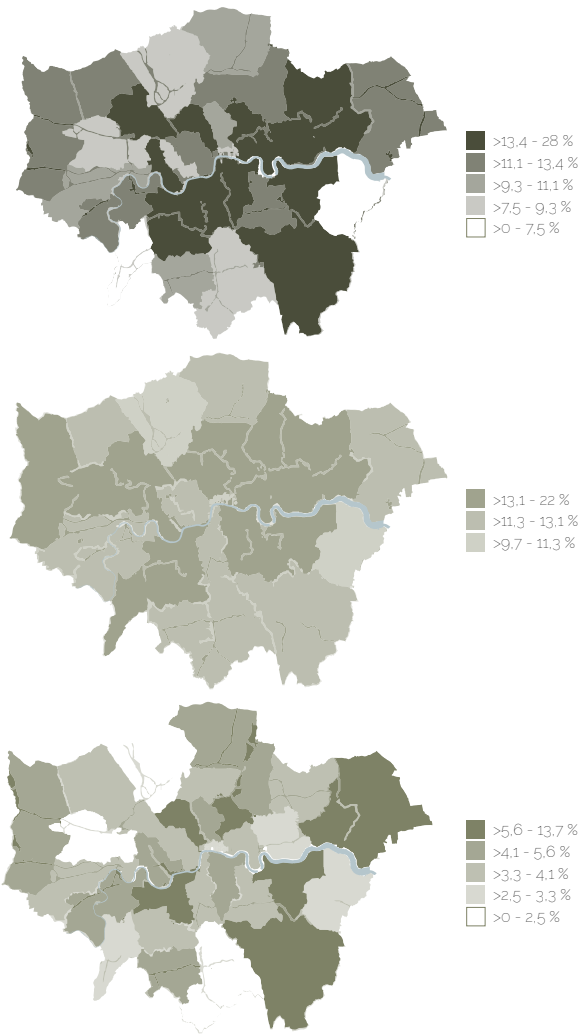 >13,4 - 28 %
>11,1 - 13,4 %
>9,3 - 11,1 %
>7,5 - 9,3 %
>0 - 7,5 %
>13,1 - 22 %
>11,3 - 13,1 %
>9,7 - 11,3 %
>5,6 - 13,7 %
>4,1 - 5,6 %
>3,3 - 4,1 %
>2,5 - 3,3 %
>0 - 2,5 %